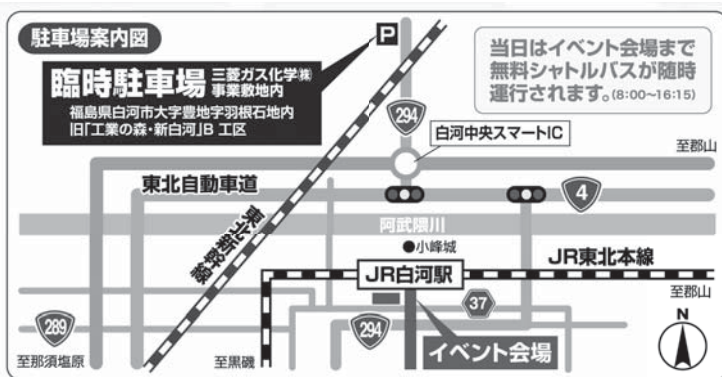 駐車場案内図
臨時駐車場 三菱ガス化学㈱
事業敷地内
福島県白河市大字豊地字羽根石地内
旧「工業の森・新白河」B 工区
P
当日はイベント会場まで
無料シャトルバスが随時
運行されます。(8:00~16:15)
294
白河中央スマートIC
至郡山
東北自動車道
4
東北新幹線
阿武隈川
小峰城
JR東北本線
JR白河駅
37
至郡山
289
294
イベント会場
N
至那須塩原
至黒磯